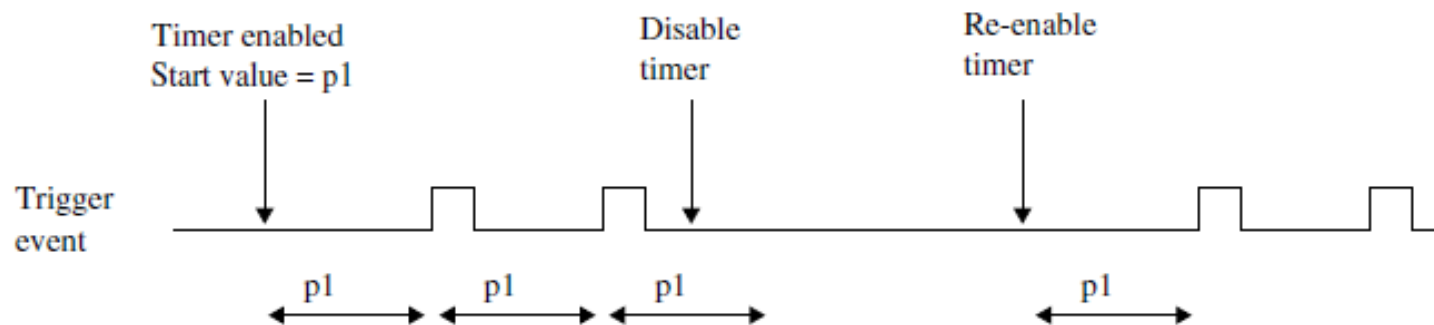 Timer enabled
Start value = p1
Disable
timer
Re-enable
timer
Trigger
event
p1
p1
p1
p1